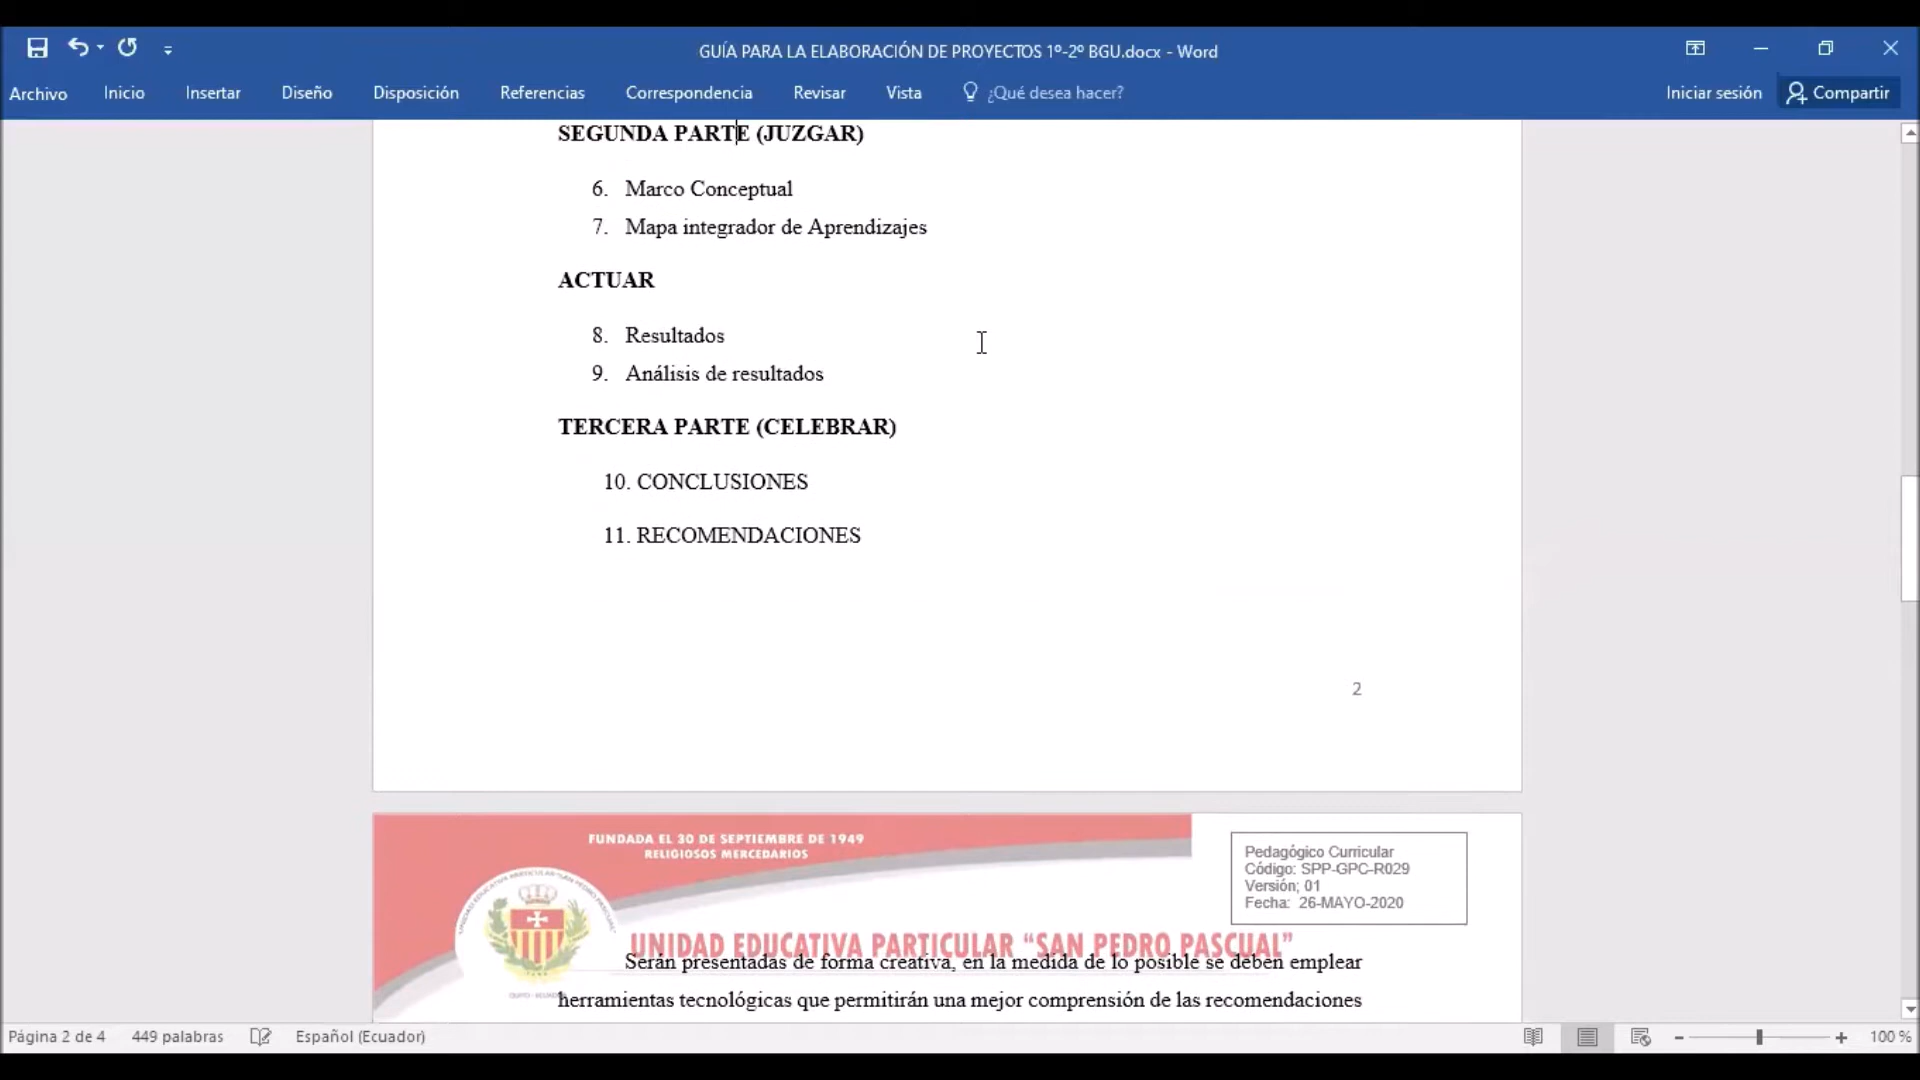 GUÍA PARA LA ELABORACIÓN DE PROYECTOS 1º-2º BGU.docx - Word
Archivo Inicio Insertar Diseño Disposición Referencias Correspondencia Revisar Vista ¿Qué desea hacer? Iniciar sesión Compartir
SEGUNDA PARTE (JUZGAR)
6. Marco Conceptual
7. Mapa integrador de Aprendizajes
ACTUAR
8. Resultados
9. Análisis de resultados
TERCERA PARTE (CELEBRAR)
10. CONCLUSIONES
11. RECOMENDACIONES
2
FUNDADA EL 30 DE SEPTIEMBRE DE 1949
RELIGIOSOS MERCEDARIOS
Pedagógico Curricular
Código: SPP-GPC-R029
Versión; 01
Fecha: 26-MAYO-2020
UNIDAD EDUCATIVA PARTICULAR “SAN PEDRO PASCUAL”
Serán presentadas de forma creativa, en la medida de lo posible se deben emplear
herramientas tecnológicas que permitirán una mejor comprensión de las recomendaciones
Página 2 de 4 449 palabras Español (Ecuador) 100 %